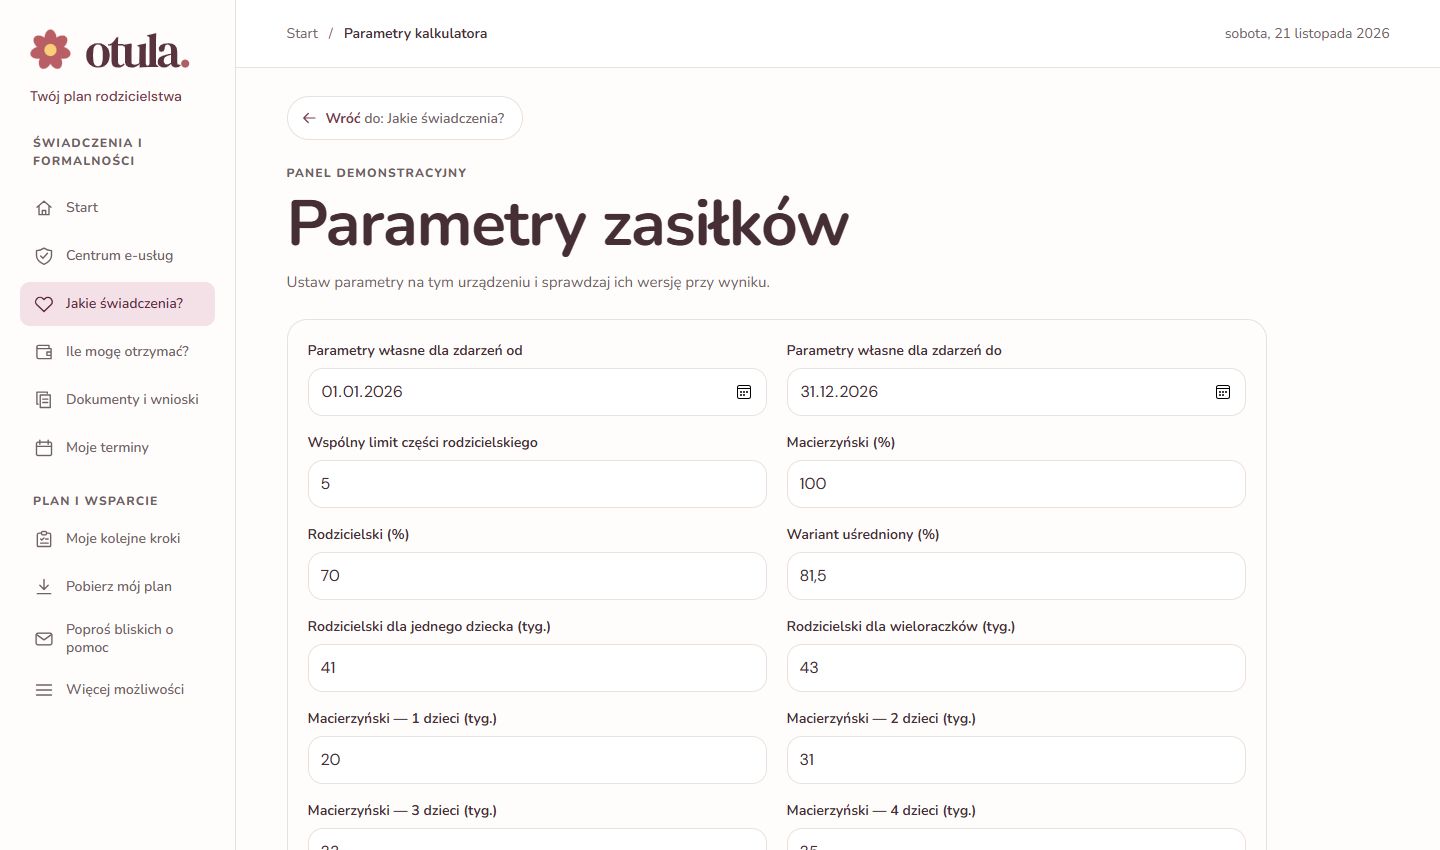 otula.
Twój plan rodzicielstwa
ŚWIADCZENIA I
FORMALNOŚCI
Start
Centrum e-usług
Jakie świadczenia?
Ile mogę otrzymać?
Dokumenty i wnioski
Moje terminy
PLAN I WSPARCIE
Moje kolejne kroki
Pobierz mój plan
Poproś bliskich o
pomoc
Więcej możliwości
Start / Parametry kalkulatora
sobota, 21 listopada 2026
Wróć do: Jakie świadczenia?
PANEL DEMONSTRACYJNY
Parametry zasiłków
Ustaw parametry na tym urządzeniu i sprawdzaj ich wersję przy wyniku.
Parametry własne dla zdarzeń od
01.01.2026
Parametry własne dla zdarzeń do
31.12.2026
Wspólny limit części rodzicielskiego
5
Macierzyński (%)
100
Rodzicielski (%)
70
Wariant uśredniony (%)
81,5
Rodzicielski dla jednego dziecka (tyg.)
41
Rodzicielski dla wieloraczków (tyg.)
43
Macierzyński — 1 dzieci (tyg.)
20
Macierzyński — 2 dzieci (tyg.)
31
Macierzyński — 3 dzieci (tyg.)
Macierzyński — 4 dzieci (tyg.)